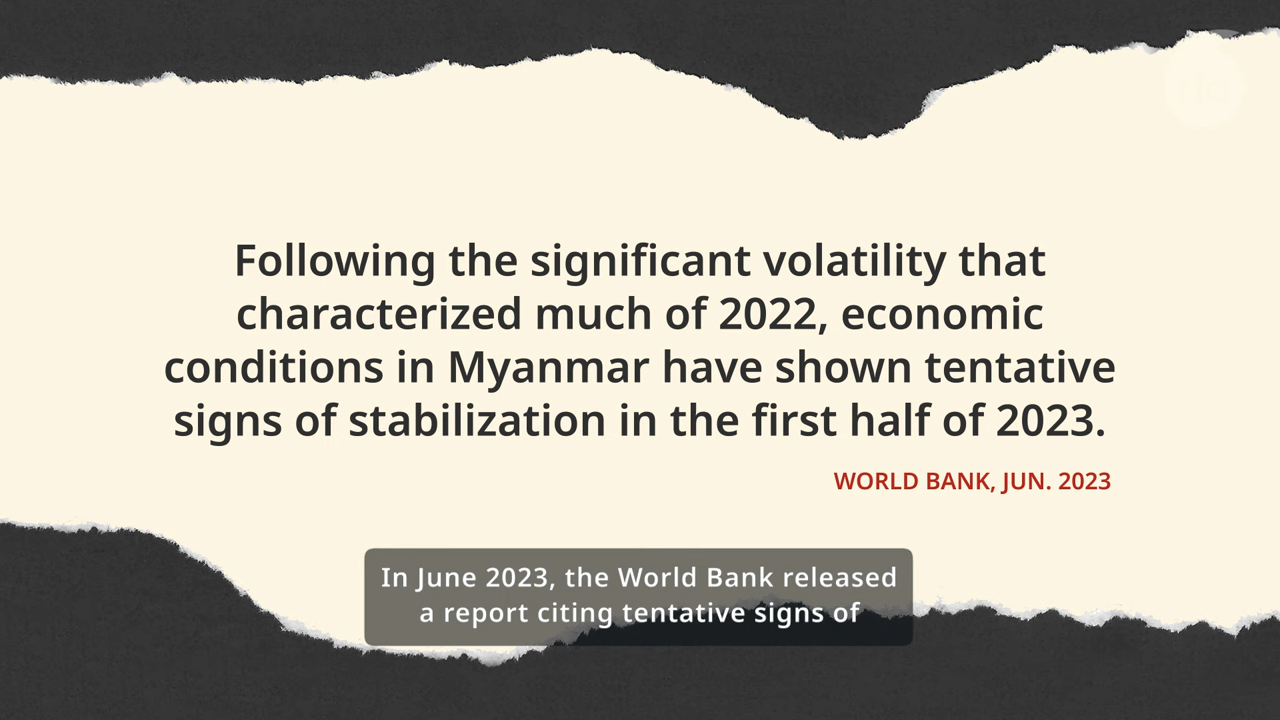 Following the significant volatility that
characterized much of 2022, economic
conditions in Myanmar have shown tentative
signs of stabilization in the first half of 2023.
WORLD BANK, JUN. 2023
In June 2023, the World Bank released
a report citing tentative signs of